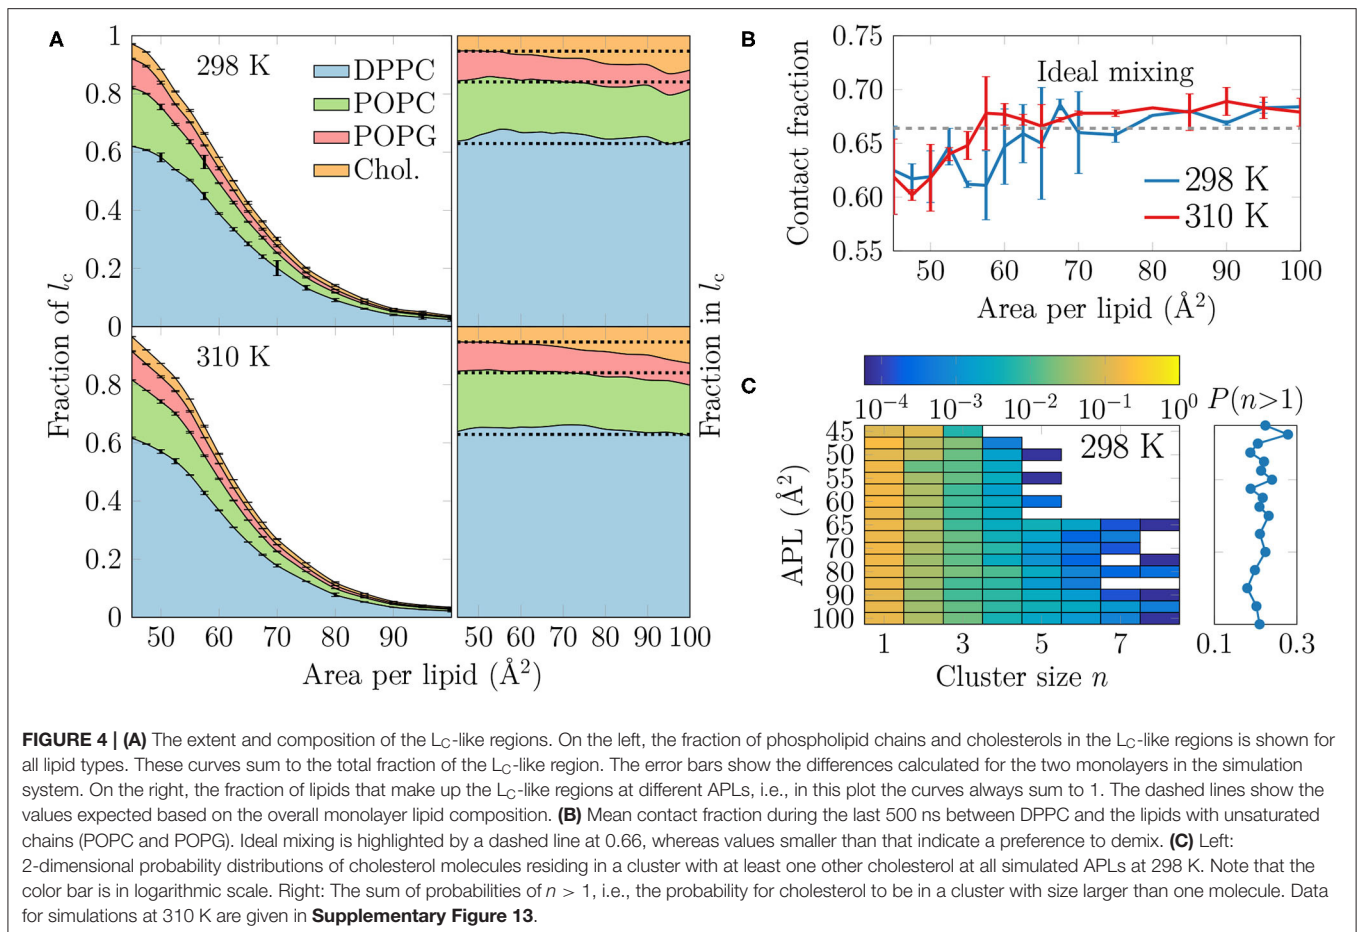 A
Fraction of lc
1
0.8
0.6
0.4
0.2
0
0.8
0.6
0.4
0.2
0
298 K
310 K
DPPC
POPC
POPG
Chol.
50 60 70 80 90
50 60 70 80 90 100
Area per lipid (Å²)
Fraction in lc
B
Contact fraction
0.75
0.70
0.65
0.60
0.55
Ideal mixing
298 K
310 K
50 60 70 80 90 100
Area per lipid (Å²)
C
10⁻⁴ 10⁻³ 10⁻² 10⁻¹ 10⁰
P(n>1)
APL (Å²)
45
50
55
60
65
70
80
90
100
298 K
1 3 5 7
Cluster size n
0.1 0.3
FIGURE 4 | (A) The extent and composition of the LC-like regions. On the left, the fraction of phospholipid chains and cholesterols in the LC-like regions is shown for
all lipid types. These curves sum to the total fraction of the LC-like region. The error bars show the differences calculated for the two monolayers in the simulation
system. On the right, the fraction of lipids that make up the LC-like regions at different APLs, i.e., in this plot the curves always sum to 1. The dashed lines show the
values expected based on the overall monolayer lipid composition. (B) Mean contact fraction during the last 500 ns between DPPC and the lipids with unsaturated
chains (POPC and POPG). Ideal mixing is highlighted by a dashed line at 0.66, whereas values smaller than that indicate a preference to demix. (C) Left:
2-dimensional probability distributions of cholesterol molecules residing in a cluster with at least one other cholesterol at all simulated APLs at 298 K. Note that the
color bar is in logarithmic scale. Right: The sum of probabilities of n > 1, i.e., the probability for cholesterol to be in a cluster with size larger than one molecule. Data
for simulations at 310 K are given in Supplementary Figure 13.